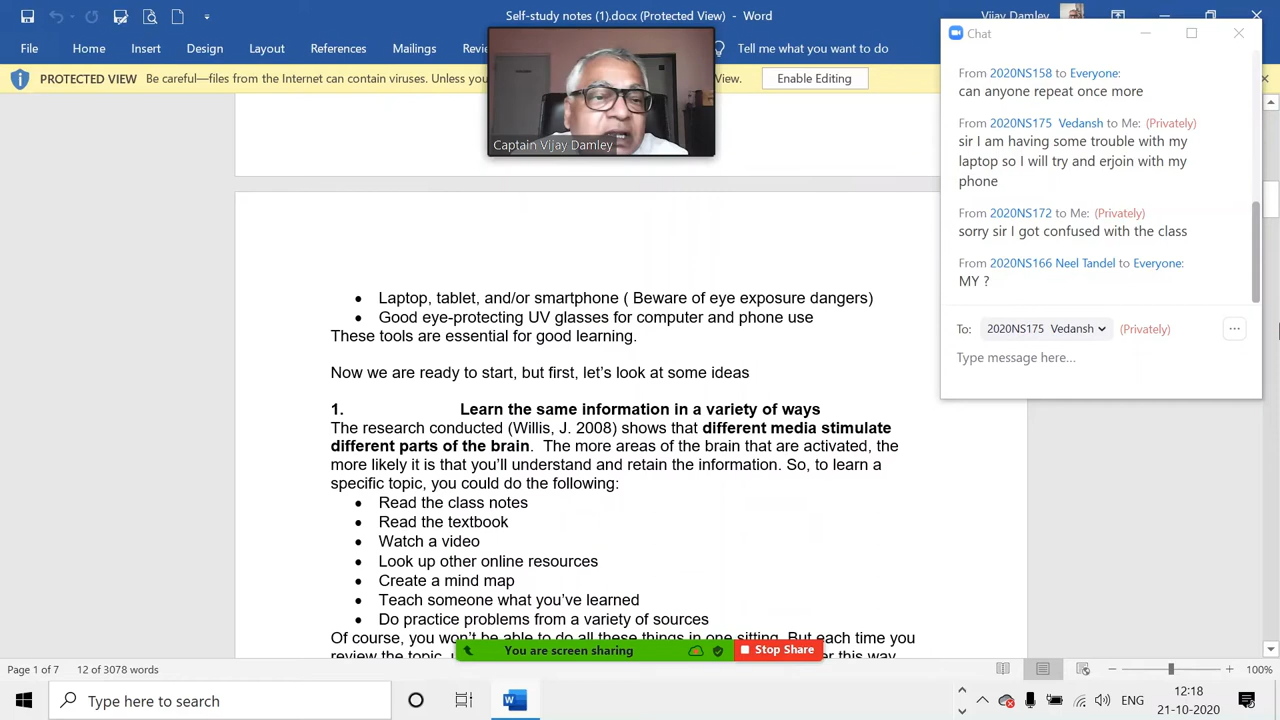 Self-study notes (1).docx (Protected View) - Word
File Home Insert Design Layout References Mailings Tell me what you want to do
PROTECTED VIEW Be careful—files from the Internet can contain viruses. Unless you View. Enable Editing
Captain Vijay Damley
Laptop, tablet, and/or smartphone ( Beware of eye exposure dangers)
Good eye-protecting UV glasses for computer and phone use
These tools are essential for good learning.
Now we are ready to start, but first, let's look at some ideas
1. Learn the same information in a variety of ways
The research conducted (Willis, J. 2008) shows that different media stimulate
different parts of the brain. The more areas of the brain that are activated, the
more likely it is that you'll understand and retain the information. So, to learn a
specific topic, you could do the following:
Read the class notes
Read the textbook
Watch a video
Look up other online resources
Create a mind map
Teach someone what you've learned
Do practice problems from a variety of sources
Of course, you won't be able to do all these things in one sitting. But each time you
review the topic, this way
You are screen sharing Stop Share
Chat
From 2020NS158 to Everyone:
can anyone repeat once more
From 2020NS175 Vedansh to Me: (Privately)
sir I am having some trouble with my
laptop so I will try and erjoin with my
phone
From 2020NS172 to Me: (Privately)
sorry sir I got confused with the class
From 2020NS166 Neel Tandel to Everyone:
MY ?
To: 2020NS175 Vedansh (Privately)
Type message here...
Page 1 of 7 12 of 3078 words 100%
Type here to search ENG 12:18
21-10-2020